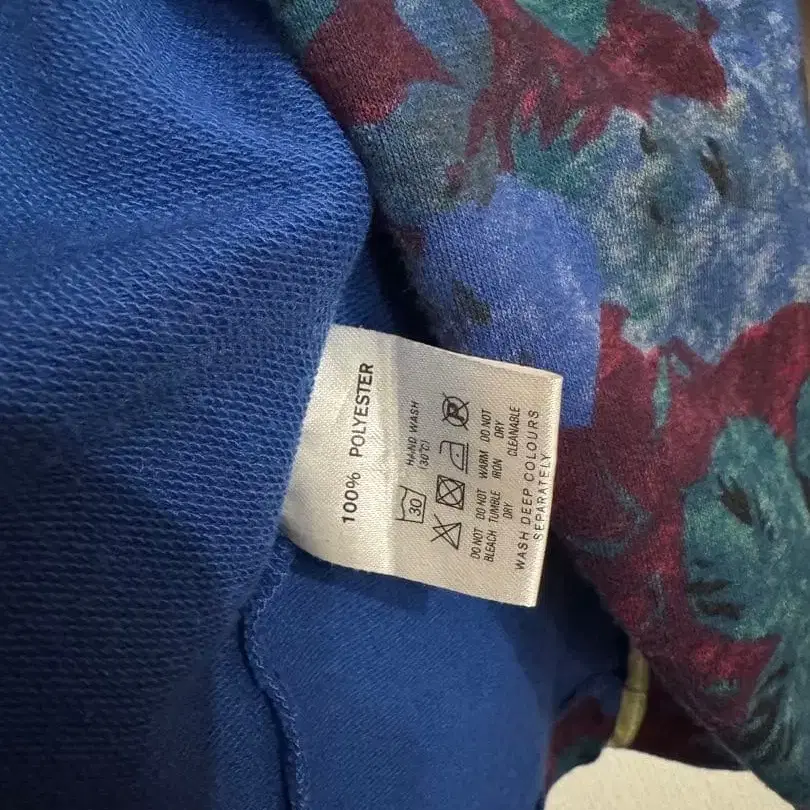 100% POLYESTER
HAND WASH
(30°C)
30
P
DO NOT BLEACH
DO NOT TUMBLE DRY
WARM IRON
DO NOT DRY CLEANABLE
WASH DEEP COLOURS
SEPARATELY